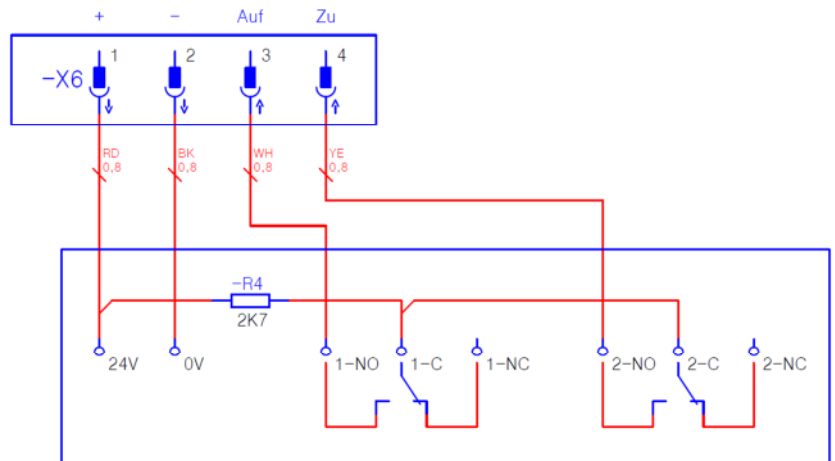 + - Auf Zu
1 2 3 4
-X6
RD BK WH YE
0,8 0,8 0,8 0,8
-R4
2K7
24V 0V 1-NO 1-C 1-NC 2-NO 2-C 2-NC